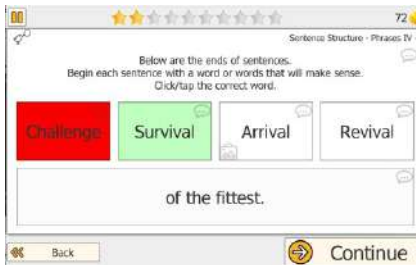 72
Sentence Structure - Phrases IV -
Below are the ends of sentences.
Begin each sentence with a word or words that will make sense.
Click/tap the correct word.
Challenge Survival Arrival Revival
of the fittest.
Back Continue